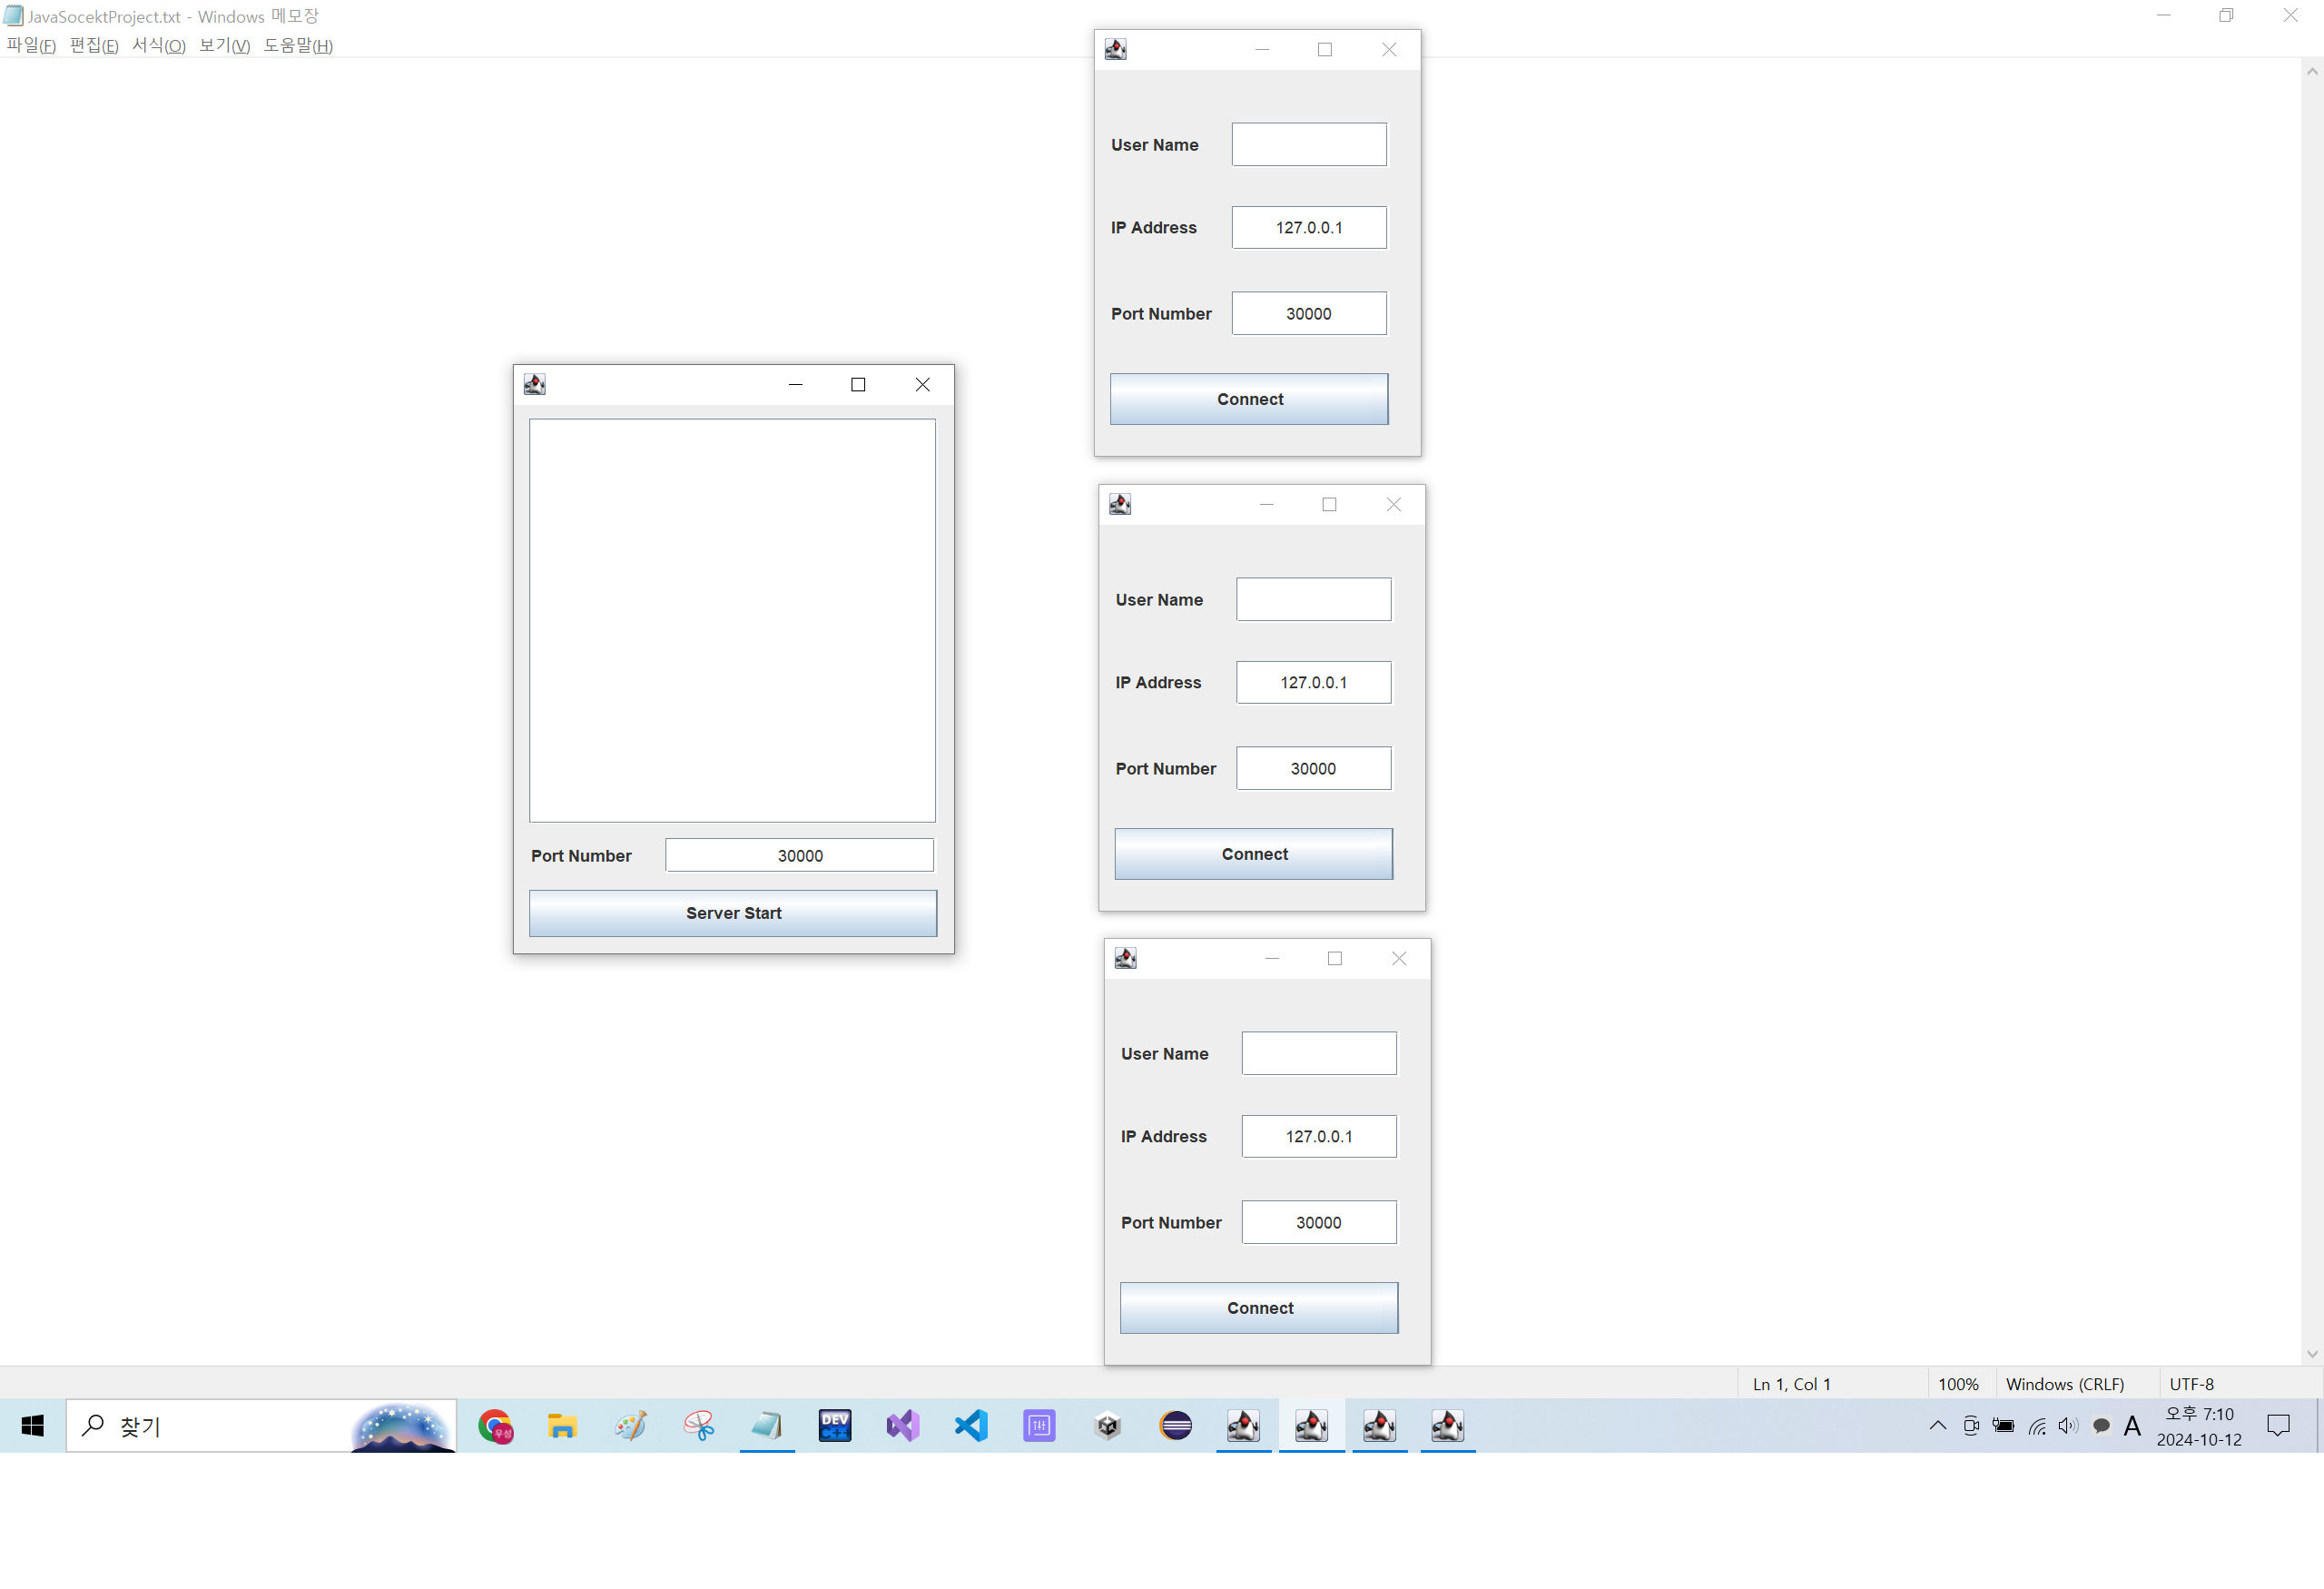 JavaSocektProject.txt - Windows 메모장
파일(F) 편집(E) 서식(O) 보기(V) 도움말(H)
User Name
IP Address 127.0.0.1
Port Number 30000
Connect
Port Number 30000
Server Start
User Name
IP Address 127.0.0.1
Port Number 30000
Connect
User Name
IP Address 127.0.0.1
Port Number 30000
Connect
Ln 1, Col 1 100% Windows (CRLF) UTF-8
찾기
우성
DEV
C++
A
오후 7:10
2024-10-12